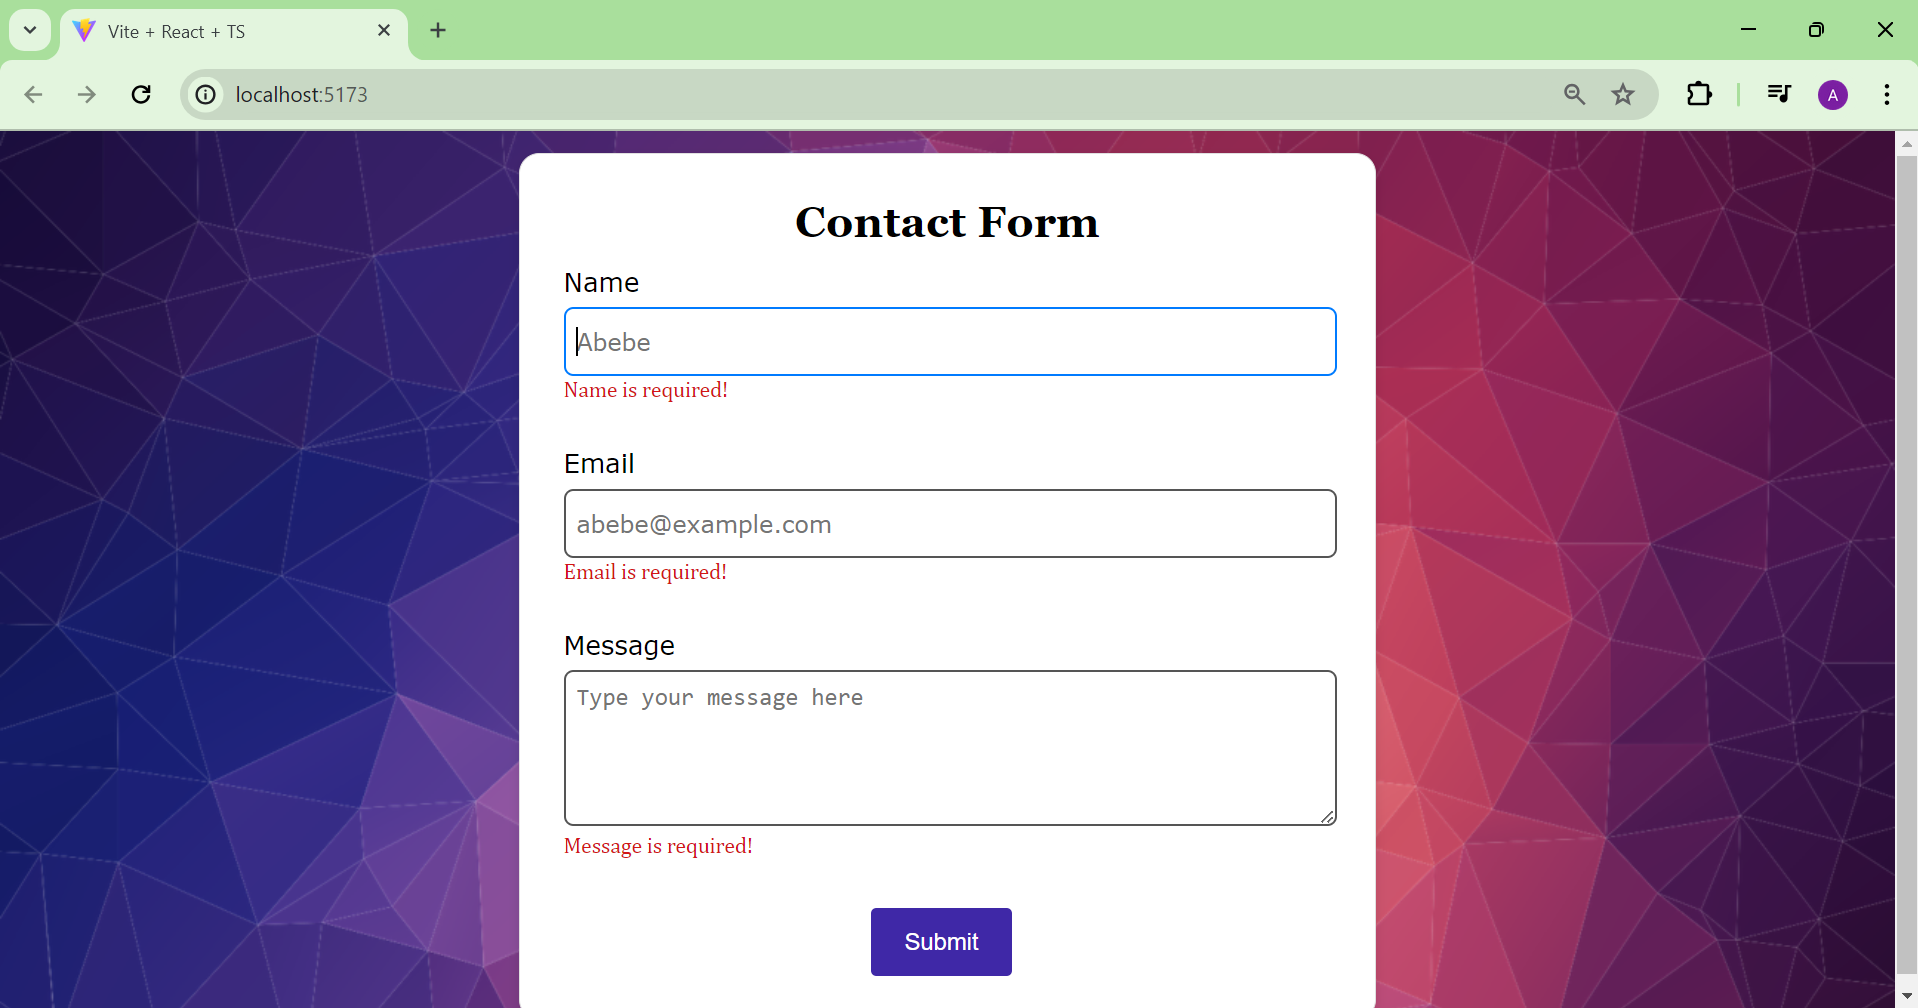 Vite + React + TS
localhost:5173
A
Contact Form
Name
Abebe
Name is required!
Email
abebe@example.com
Email is required!
Message
Type your message here
Message is required!
Submit